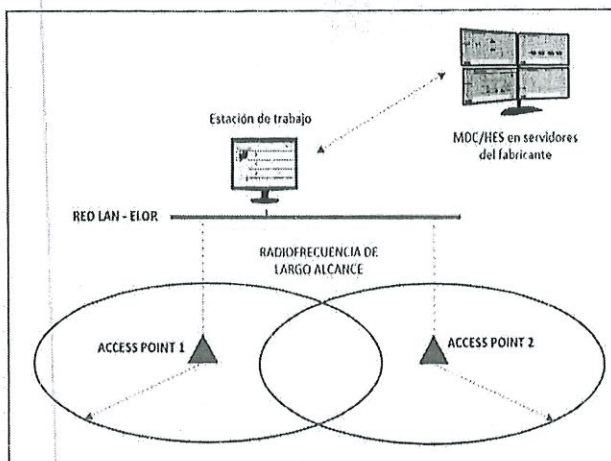 Estación de trabajo
MDC/HES en servidores
del fabricante
RED LAN - ELOR
RADIOFRECUENCIA DE
LARGO ALCANCE
ACCESS POINT 1
ACCESS POINT 2